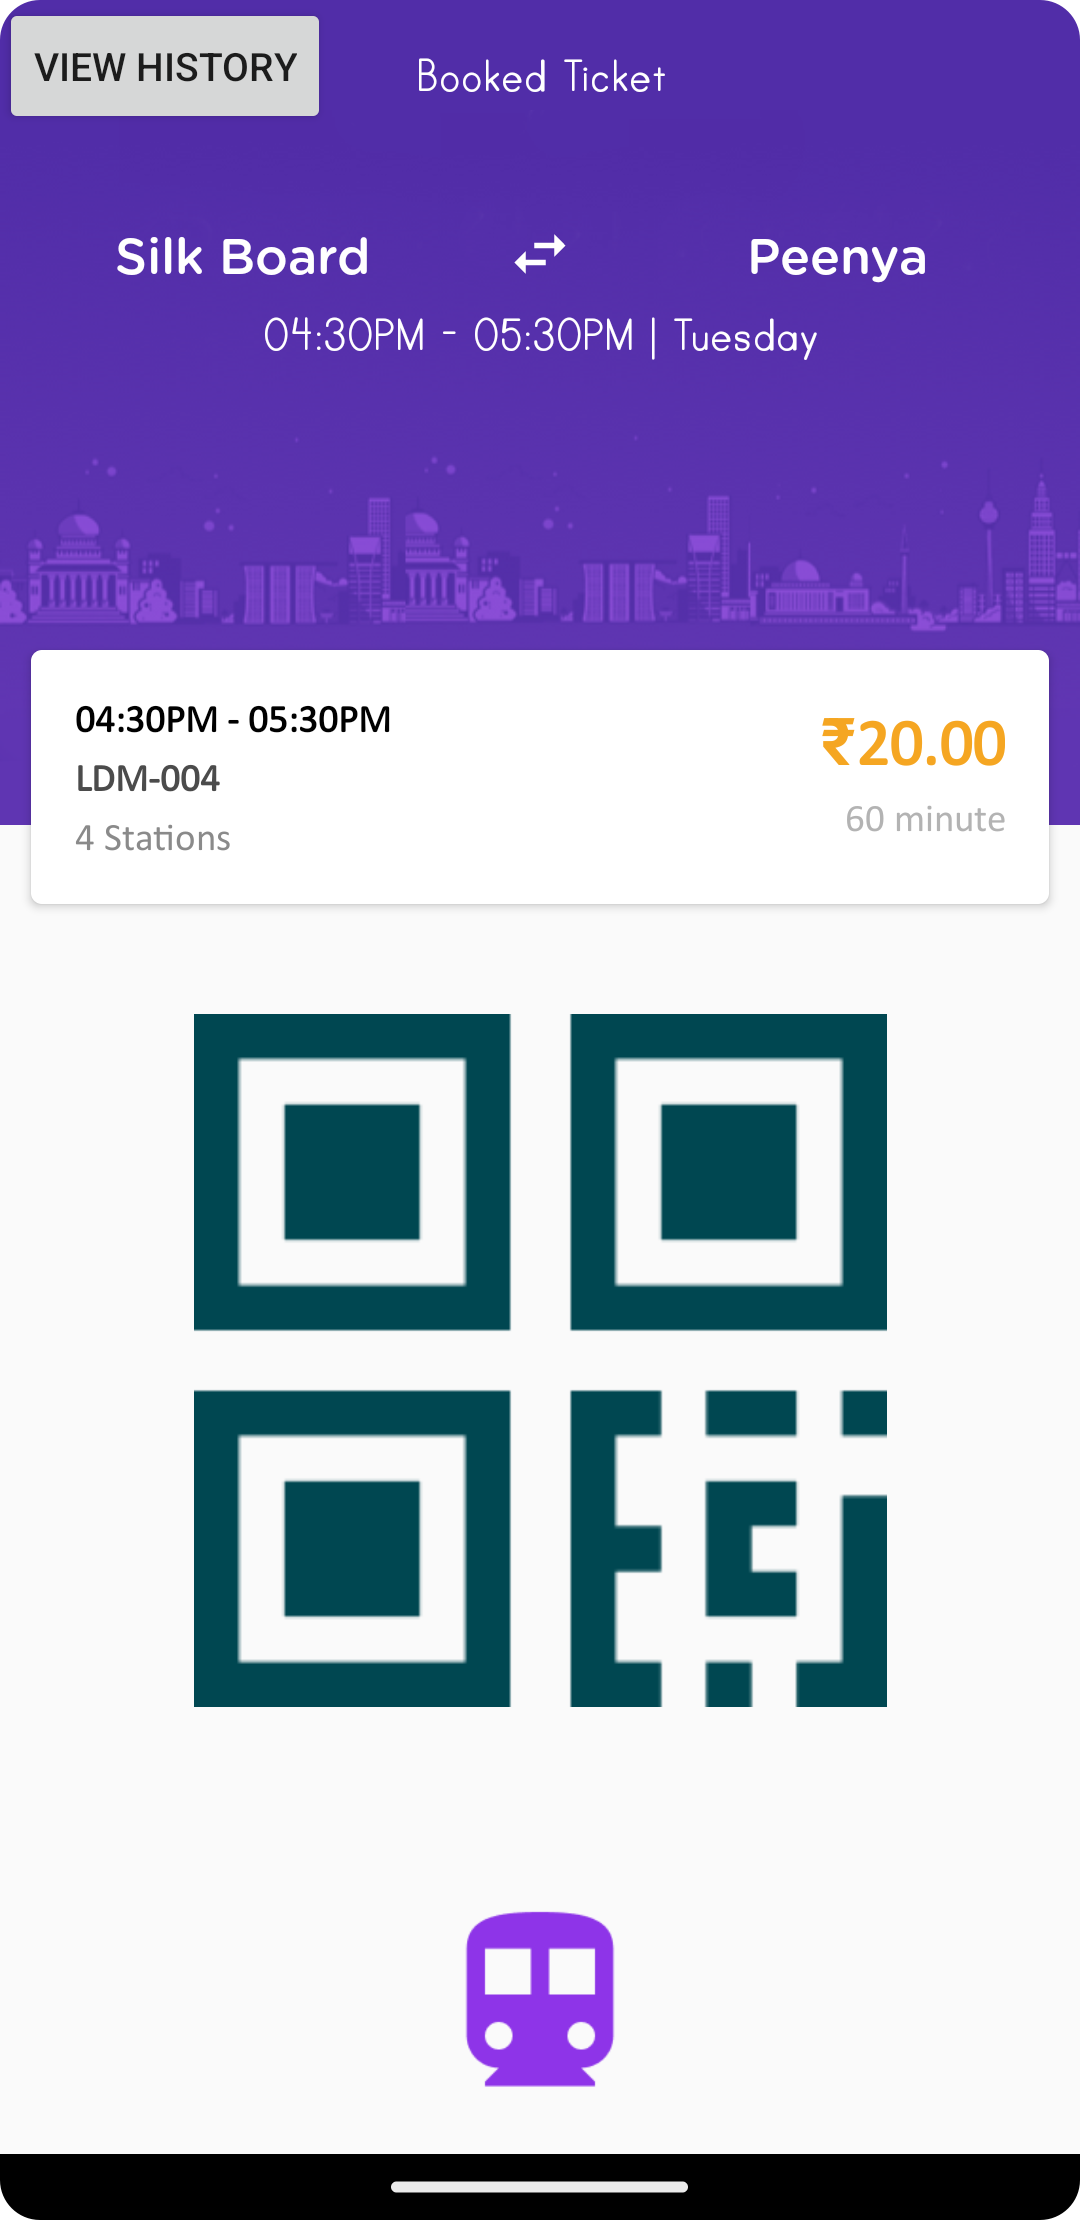 VIEW HISTORY
Booked Ticket
Silk Board
Peenya
04:30PM - 05:30PM | Tuesday
04:30PM - 05:30PM
₹20.00
LDM-004
60 minute
4 Stations